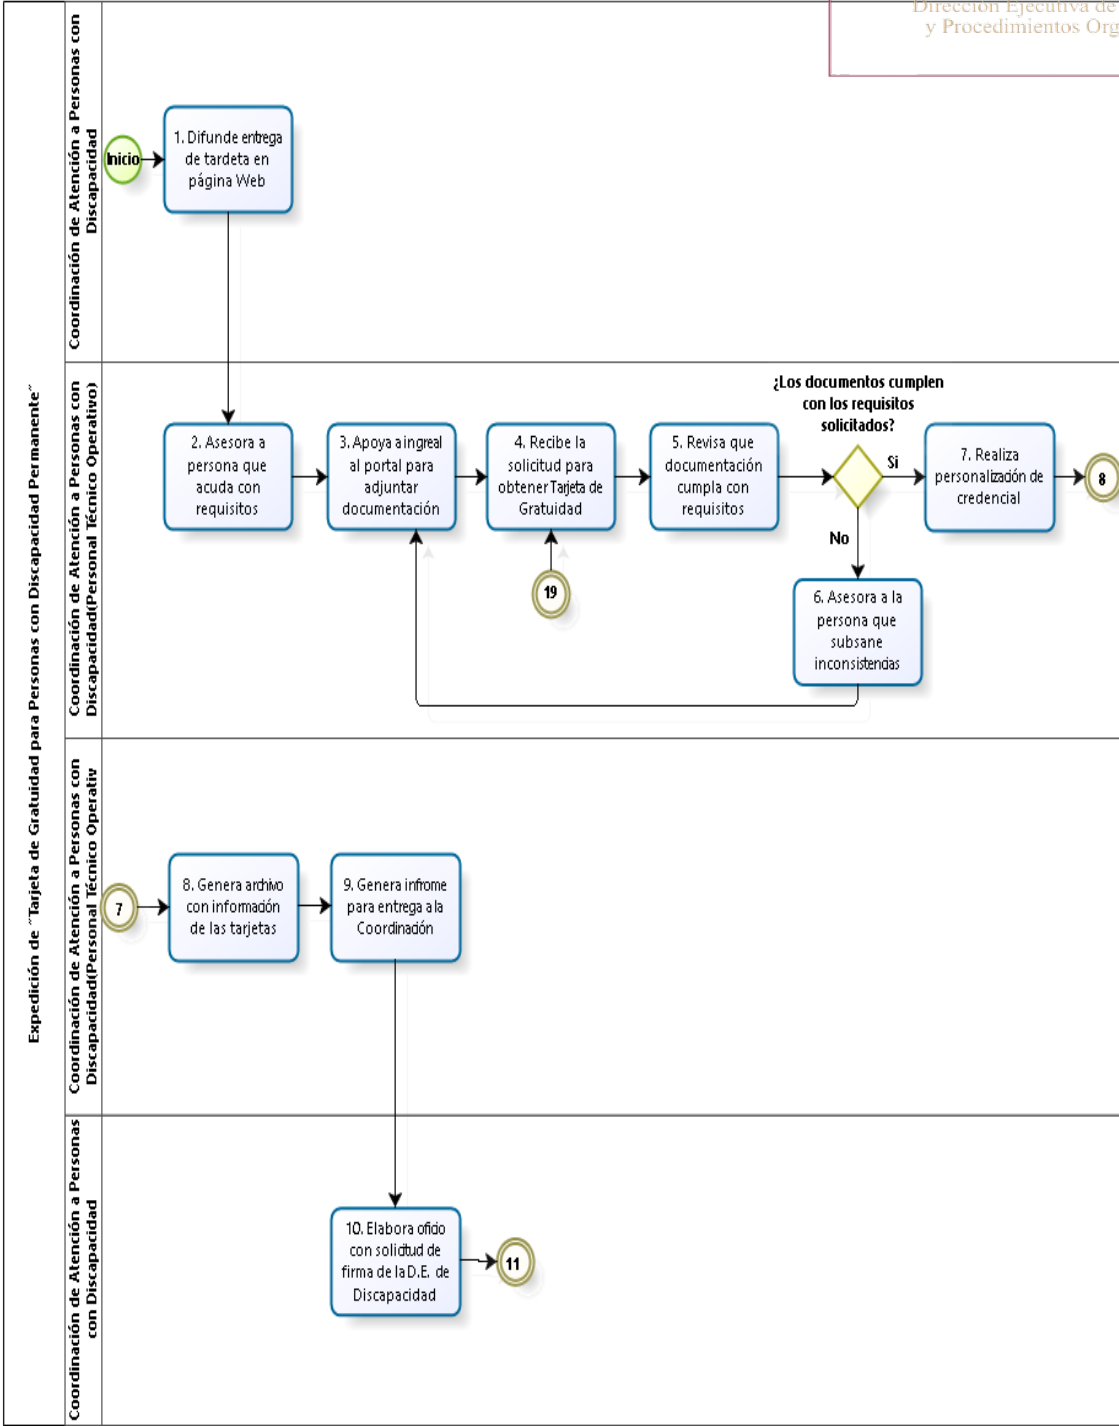 Dirección Ejecutiva de
y Procedimientos Org
Expedición de “Tarjeta de Gratuidad para Personas con Discapacidad Permanente”
Coordinación de Atención a Personas con
Discapacidad
Inicio
1. Difunde entrega
de tardeta en
página Web
Coordinación de Atención a Personas con
Discapacidad(Personal Técnico Operativo)
2. Asesora a
persona que
acuda con
requisitos
3. Apoya a ingreal
al portal para
adjuntar
documentación
4. Recibe la
solicitud para
obtener Tarjeta de
Gratuidad
19
5. Revisa que
documentación
cumpla con
requisitos
¿Los documentos cumplen
con los requisitos
solicitados?
Si
No
6. Asesora a la
persona que
subsane
inconsistencias
7. Realiza
personalización de
credencial
8
Coordinación de Atención a Personas con
Discapacidad(Personal Técnico Operativ
7
8. Genera archivo
con información
de las tarjetas
9. Genera infrome
para entrega a la
Coordinación
Coordinación de Atención a Personas
con Discapacidad
10. Elabora oficio
con solicitud de
firma de la D.E. de
Discapacidad
11